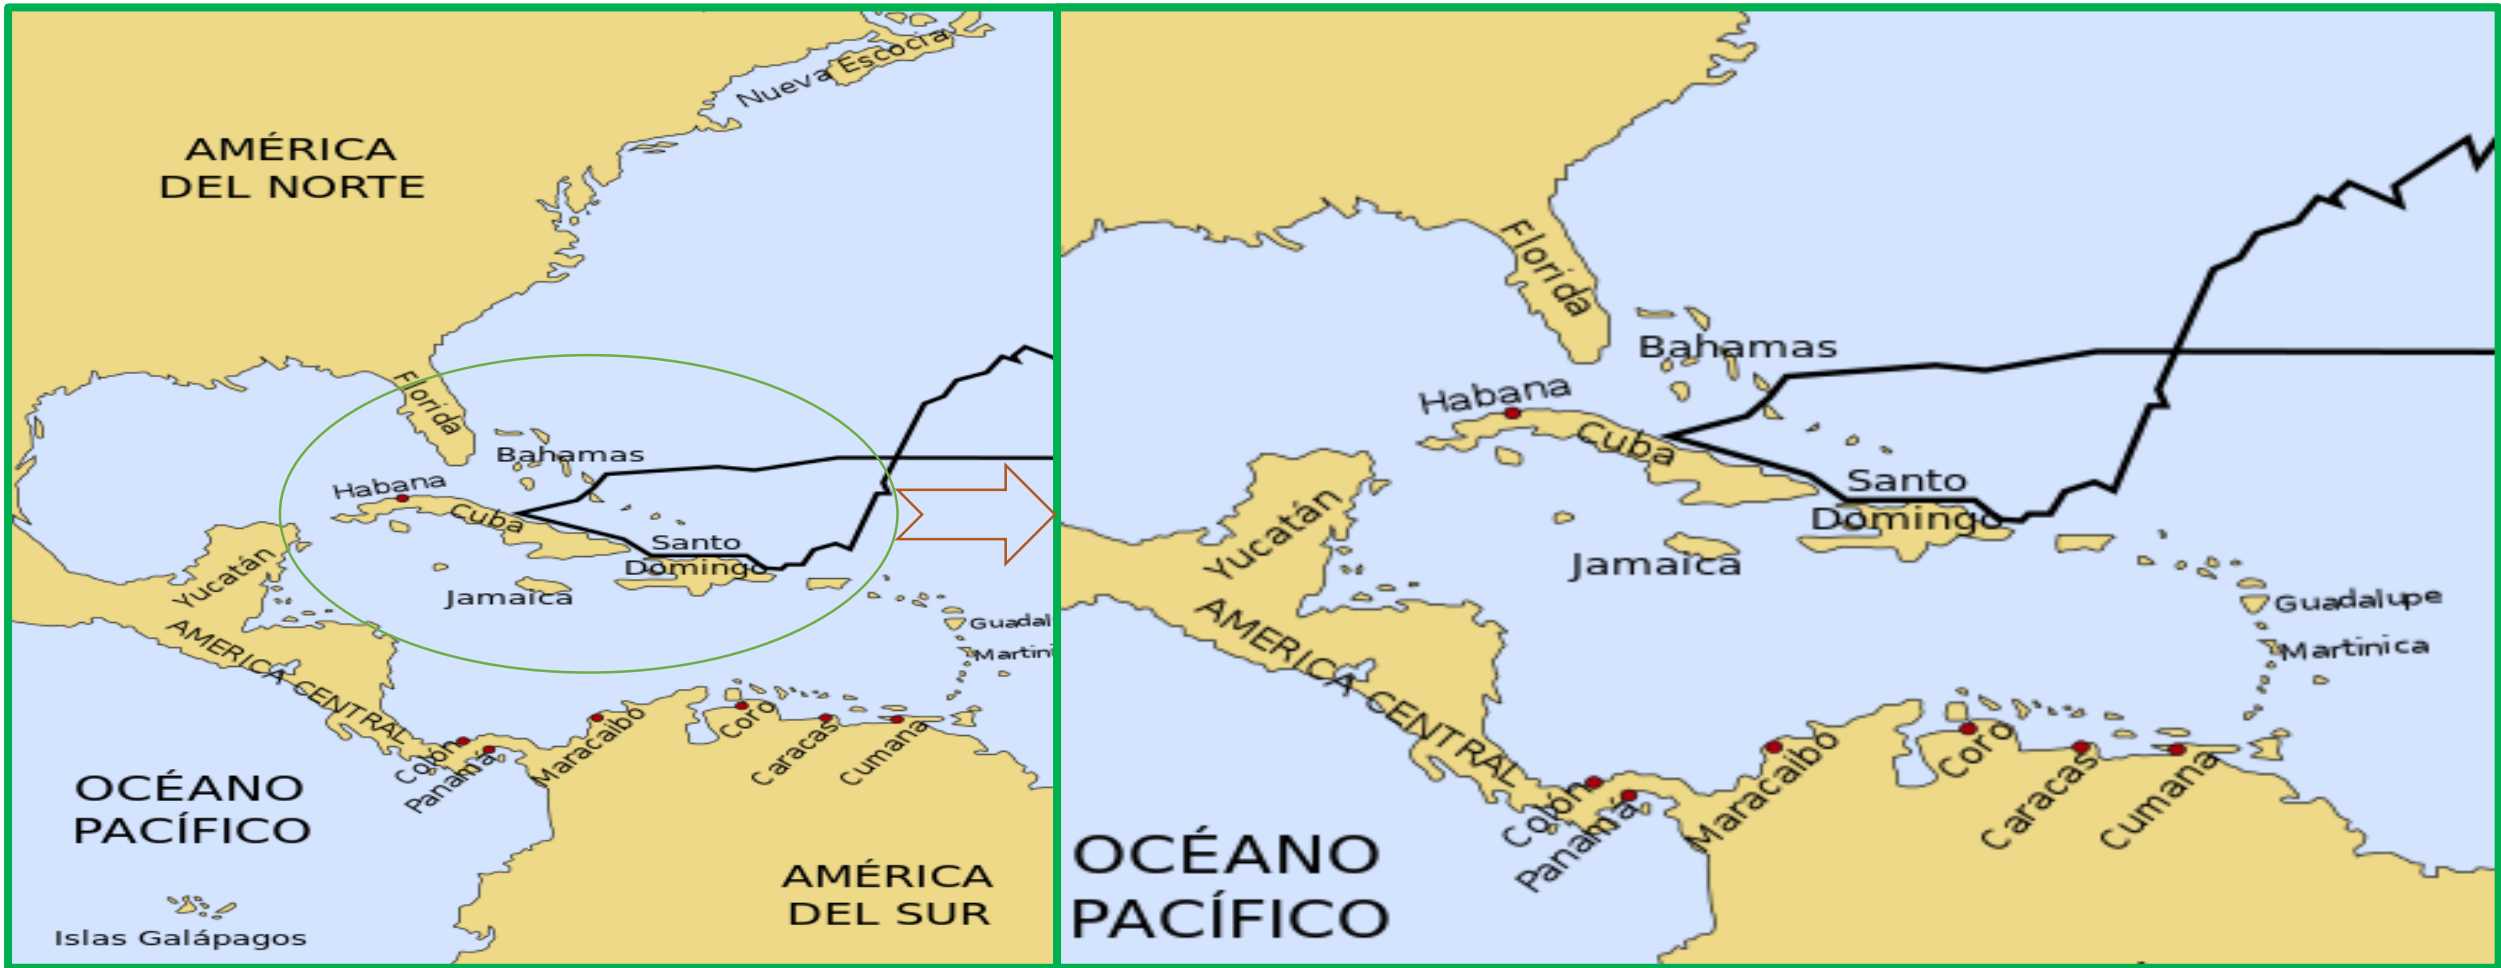 Nueva Escocia
AMÉRICA
DEL NORTE
Florida
Bahamas
Habana
Cuba
Santo
Domingo
Jamaica
Yucatán
Guadal
Martini
AMERICA CENTRAL
Colón
Panamá
Maracaibo
Coro
Caracas
Cumana
OCÉANO
PACÍFICO
AMÉRICA
DEL SUR
Islas Galápagos
Florida
Bahamas
Habana
Cuba
Santo
Domingo
Jamaica
Yucatán
Guadalupe
Martinica
AMERICA CENTRAL
Colón
Panamá
Maracaibo
Coro
Caracas
Cumana
OCÉANO
PACÍFICO